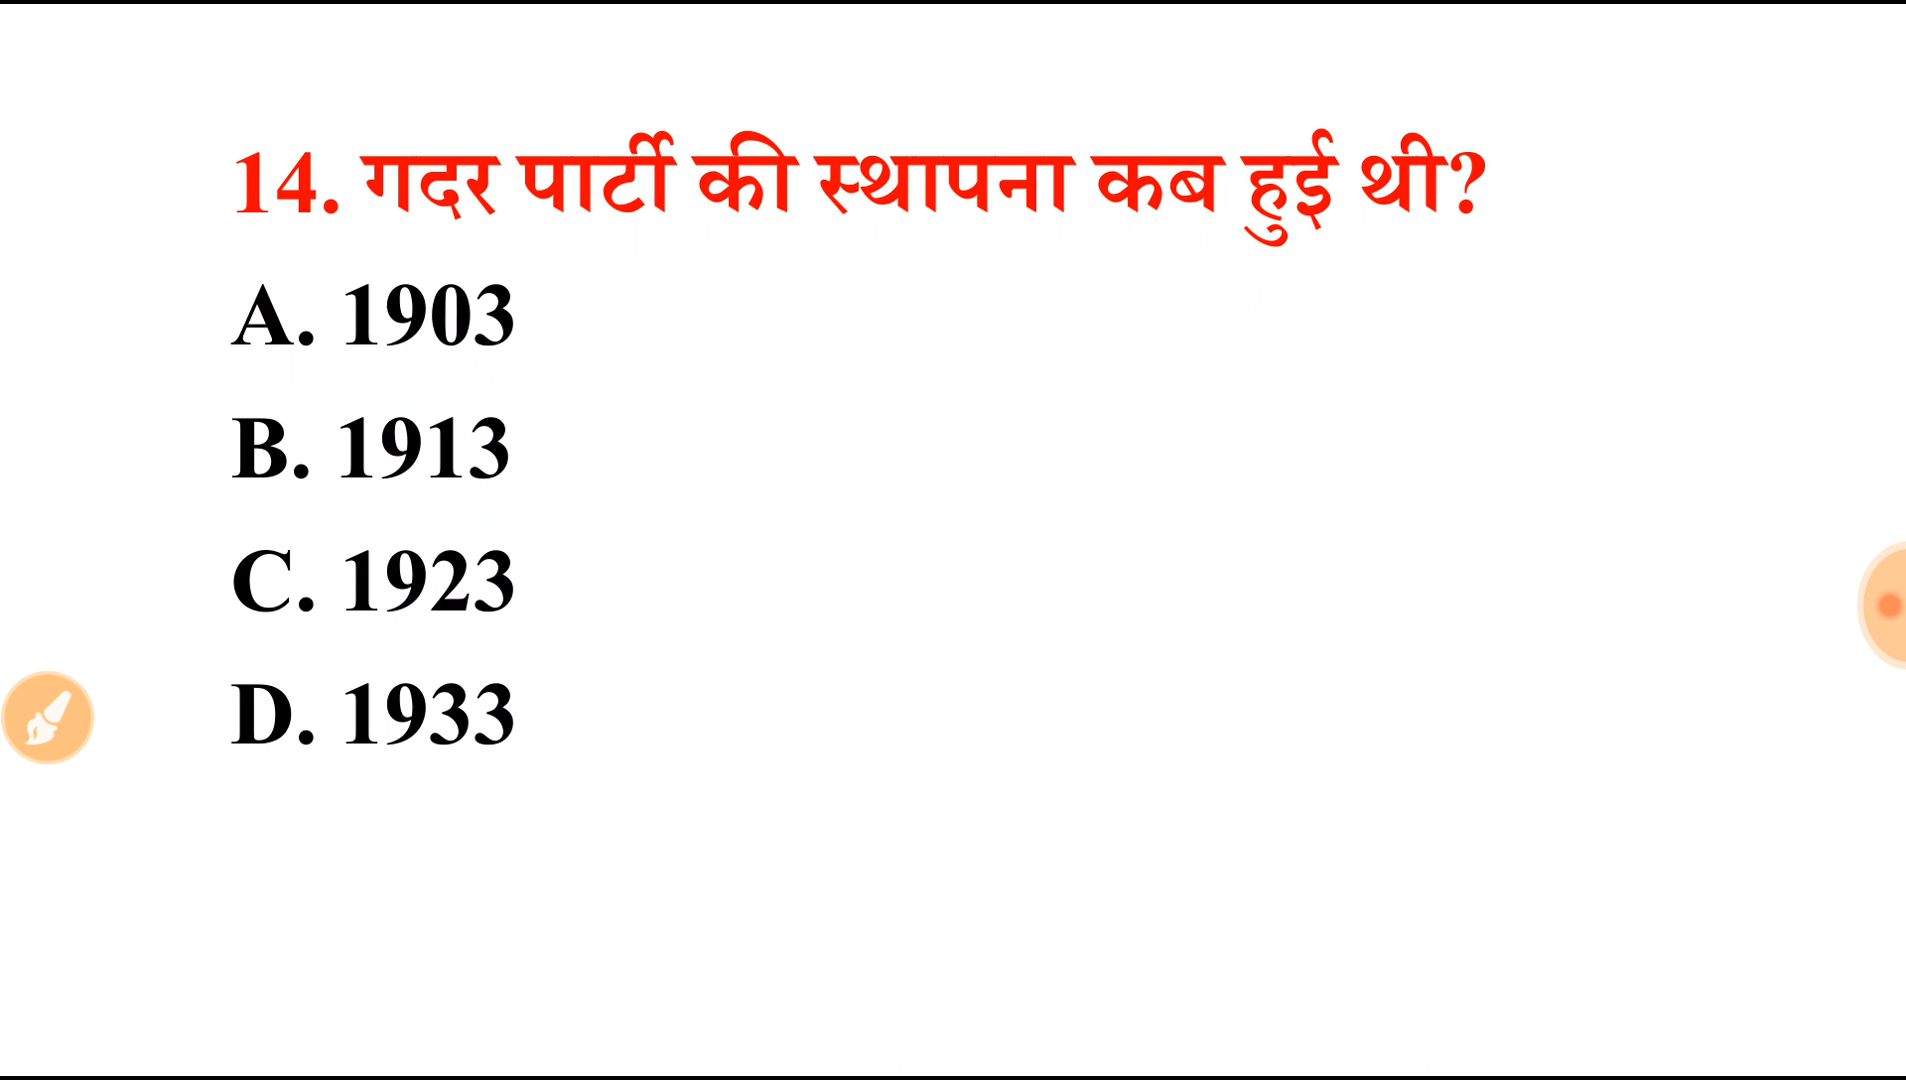 14. गदर पार्टी की स्थापना कब हुई थी?
A. 1903
B. 1913
C. 1923
D. 1933